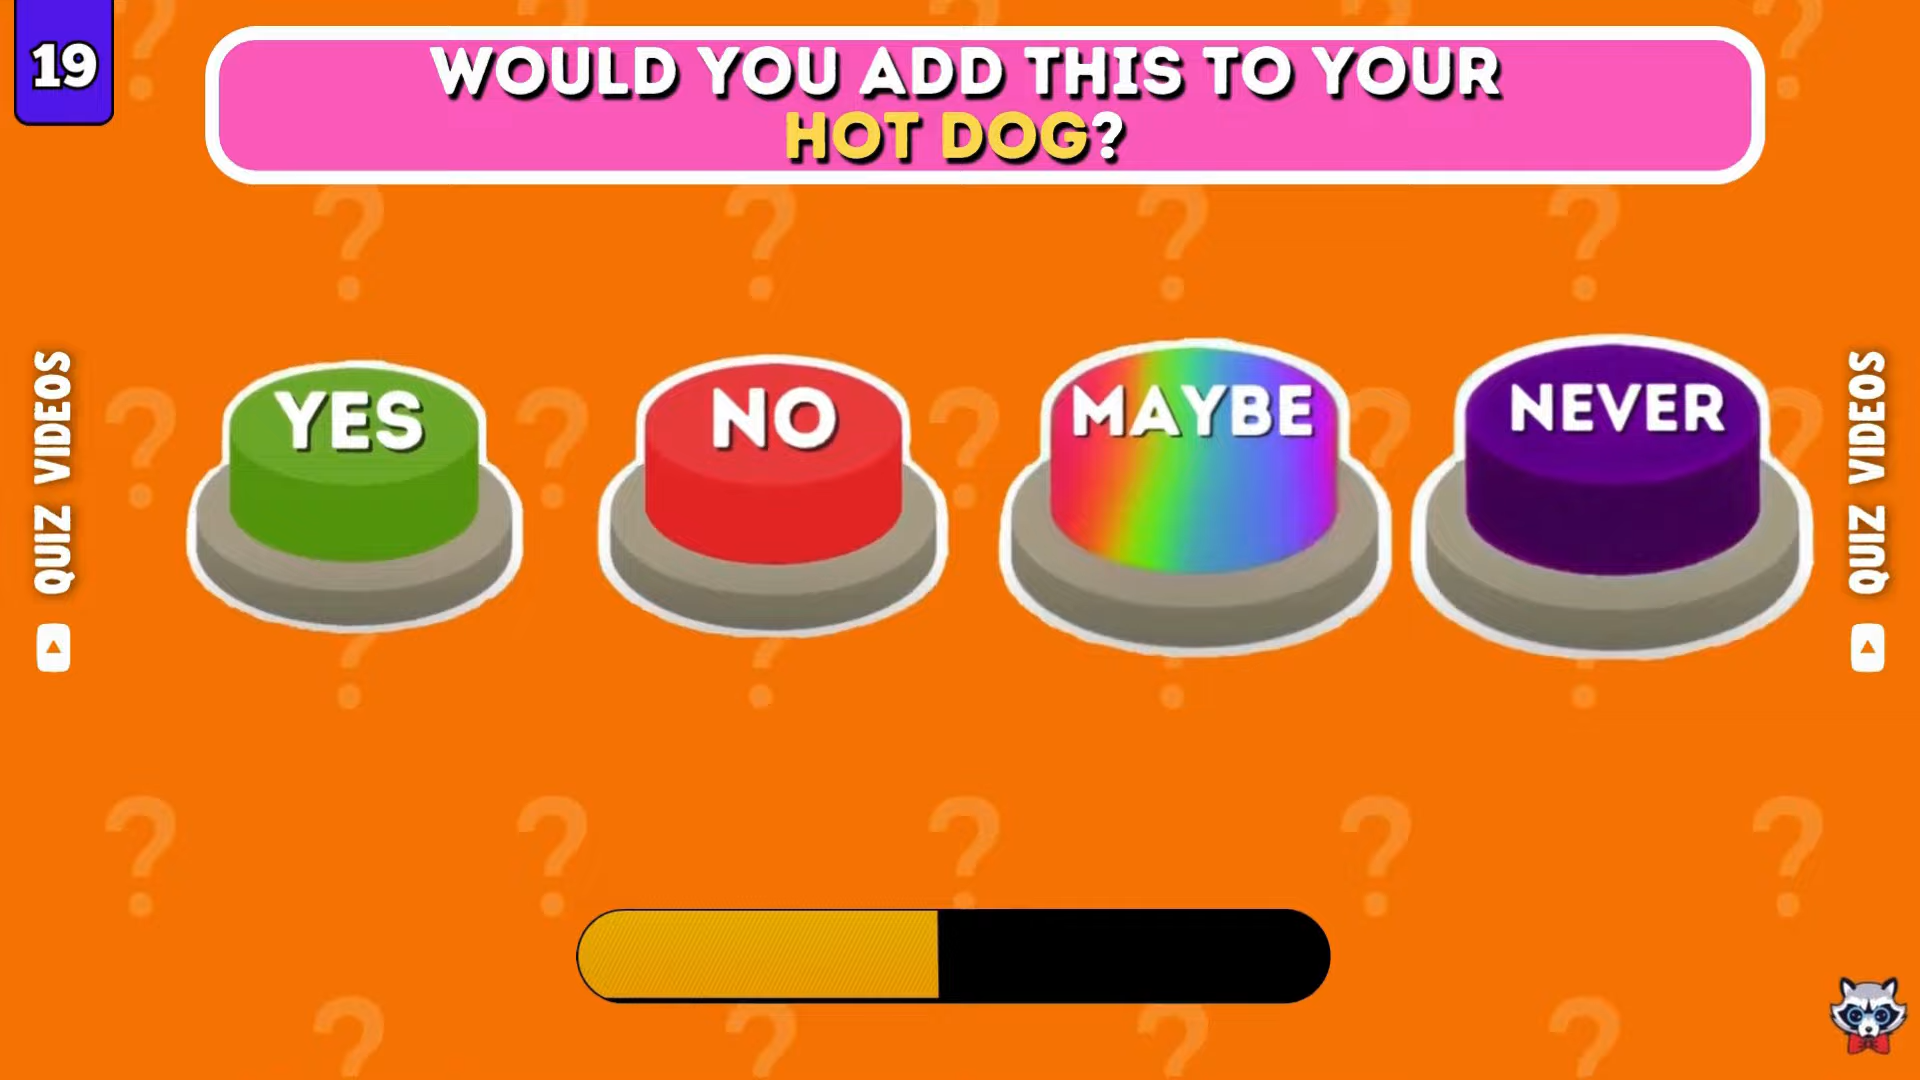 19
WOULD YOU ADD THIS TO YOUR
HOT DOG?
YES
NO
MAYBE
NEVER
QUIZ VIDEOS
QUIZ VIDEOS